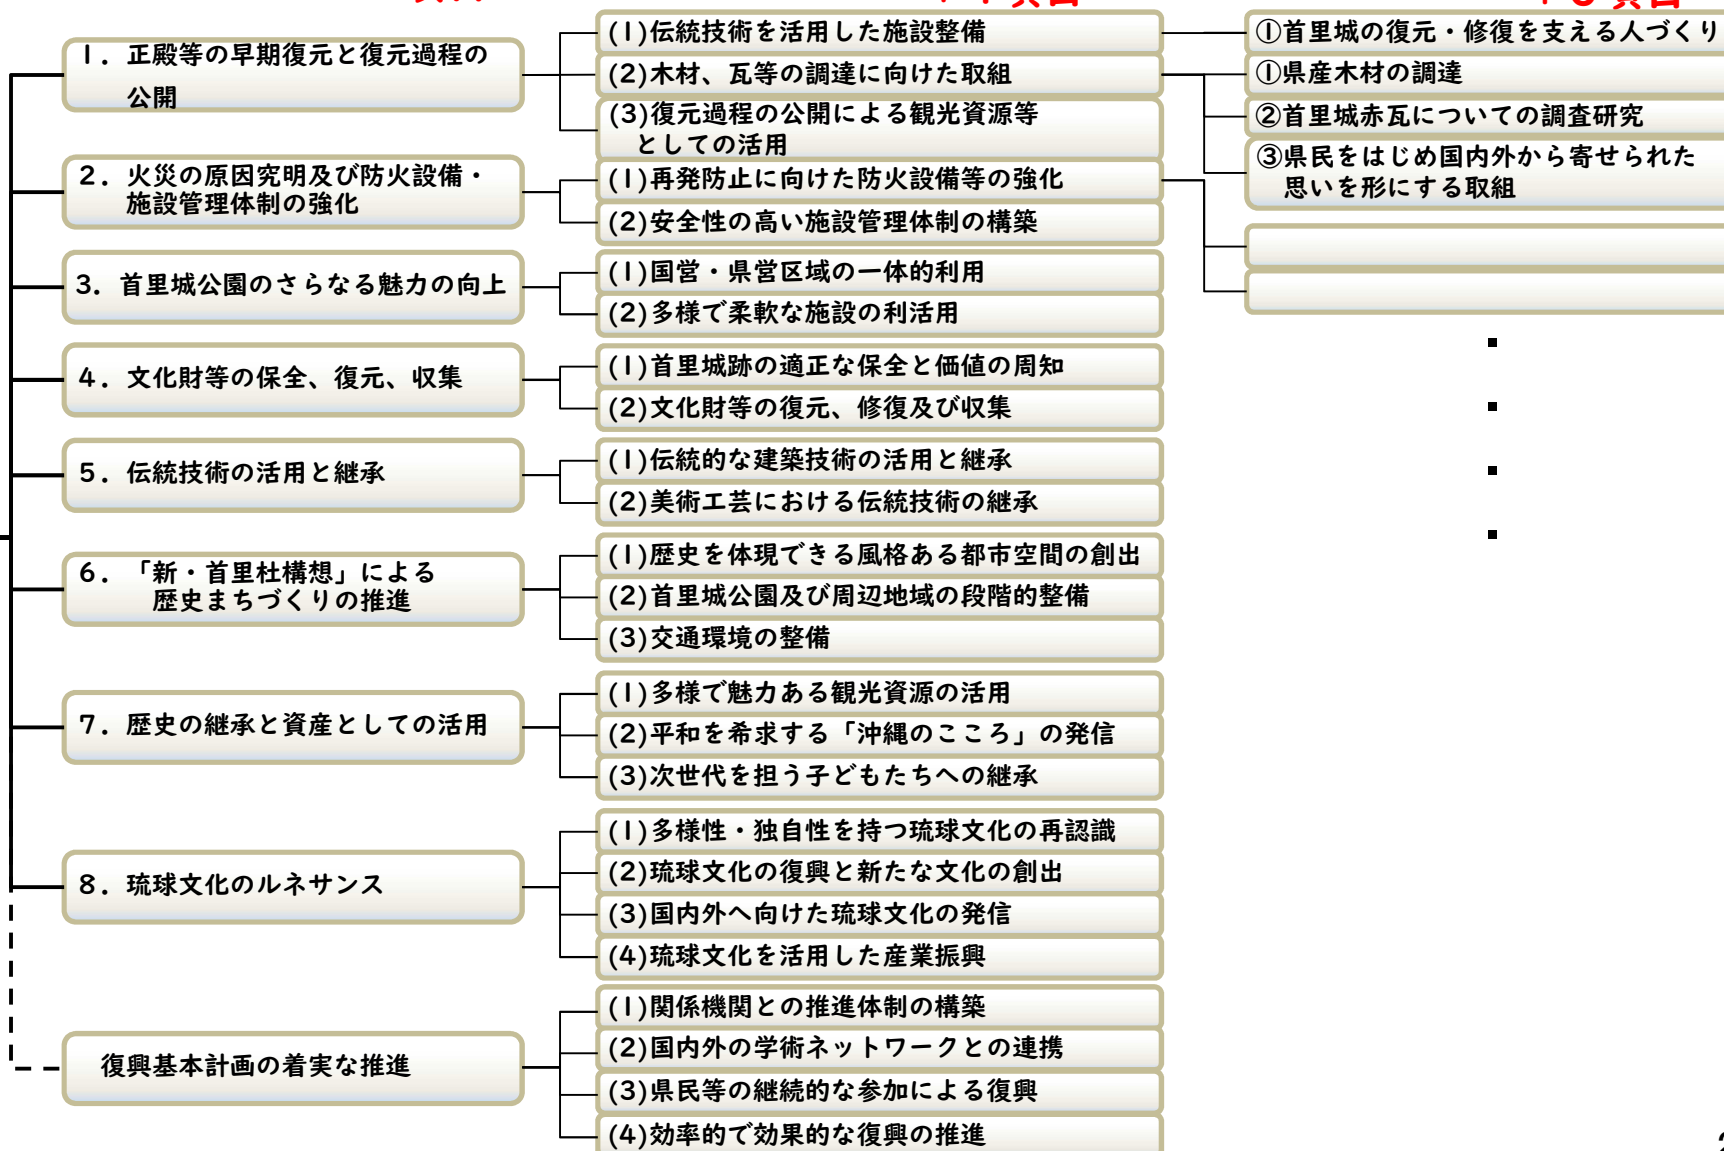 1. 正殿等の早期復元と復元過程の
公開
(1)伝統技術を活用した施設整備
①首里城の復元・修復を支える人づくり
(2)木材、瓦等の調達に向けた取組
①県産木材の調達
②首里城赤瓦についての調査研究
③県民をはじめ国内外から寄せられた
思いを形にする取組
(3)復元過程の公開による観光資源等
としての活用
2. 火災の原因究明及び防火設備・
施設管理体制の強化
(1)再発防止に向けた防火設備等の強化
(2)安全性の高い施設管理体制の構築
3. 首里城公園のさらなる魅力の向上
(1)国営・県営区域の一体的利用
(2)多様で柔軟な施設の利活用
4. 文化財等の保全、復元、収集
(1)首里城跡の適正な保全と価値の周知
(2)文化財等の復元、修復及び収集
5. 伝統技術の活用と継承
(1)伝統的な建築技術の活用と継承
(2)美術工芸における伝統技術の継承
6. 「新・首里杜構想」による
歴史まちづくりの推進
(1)歴史を体現できる風格ある都市空間の創出
(2)首里城公園及び周辺地域の段階的整備
(3)交通環境の整備
7. 歴史の継承と資産としての活用
(1)多様で魅力ある観光資源の活用
(2)平和を希求する「沖縄のこころ」の発信
(3)次世代を担う子どもたちへの継承
8. 琉球文化のルネサンス
(1)多様性・独自性を持つ琉球文化の再認識
(2)琉球文化の復興と新たな文化の創出
(3)国内外へ向けた琉球文化の発信
(4)琉球文化を活用した産業振興
復興基本計画の着実な推進
(1)関係機関との推進体制の構築
(2)国内外の学術ネットワークとの連携
(3)県民等の継続的な参加による復興
(4)効率的で効果的な復興の推進